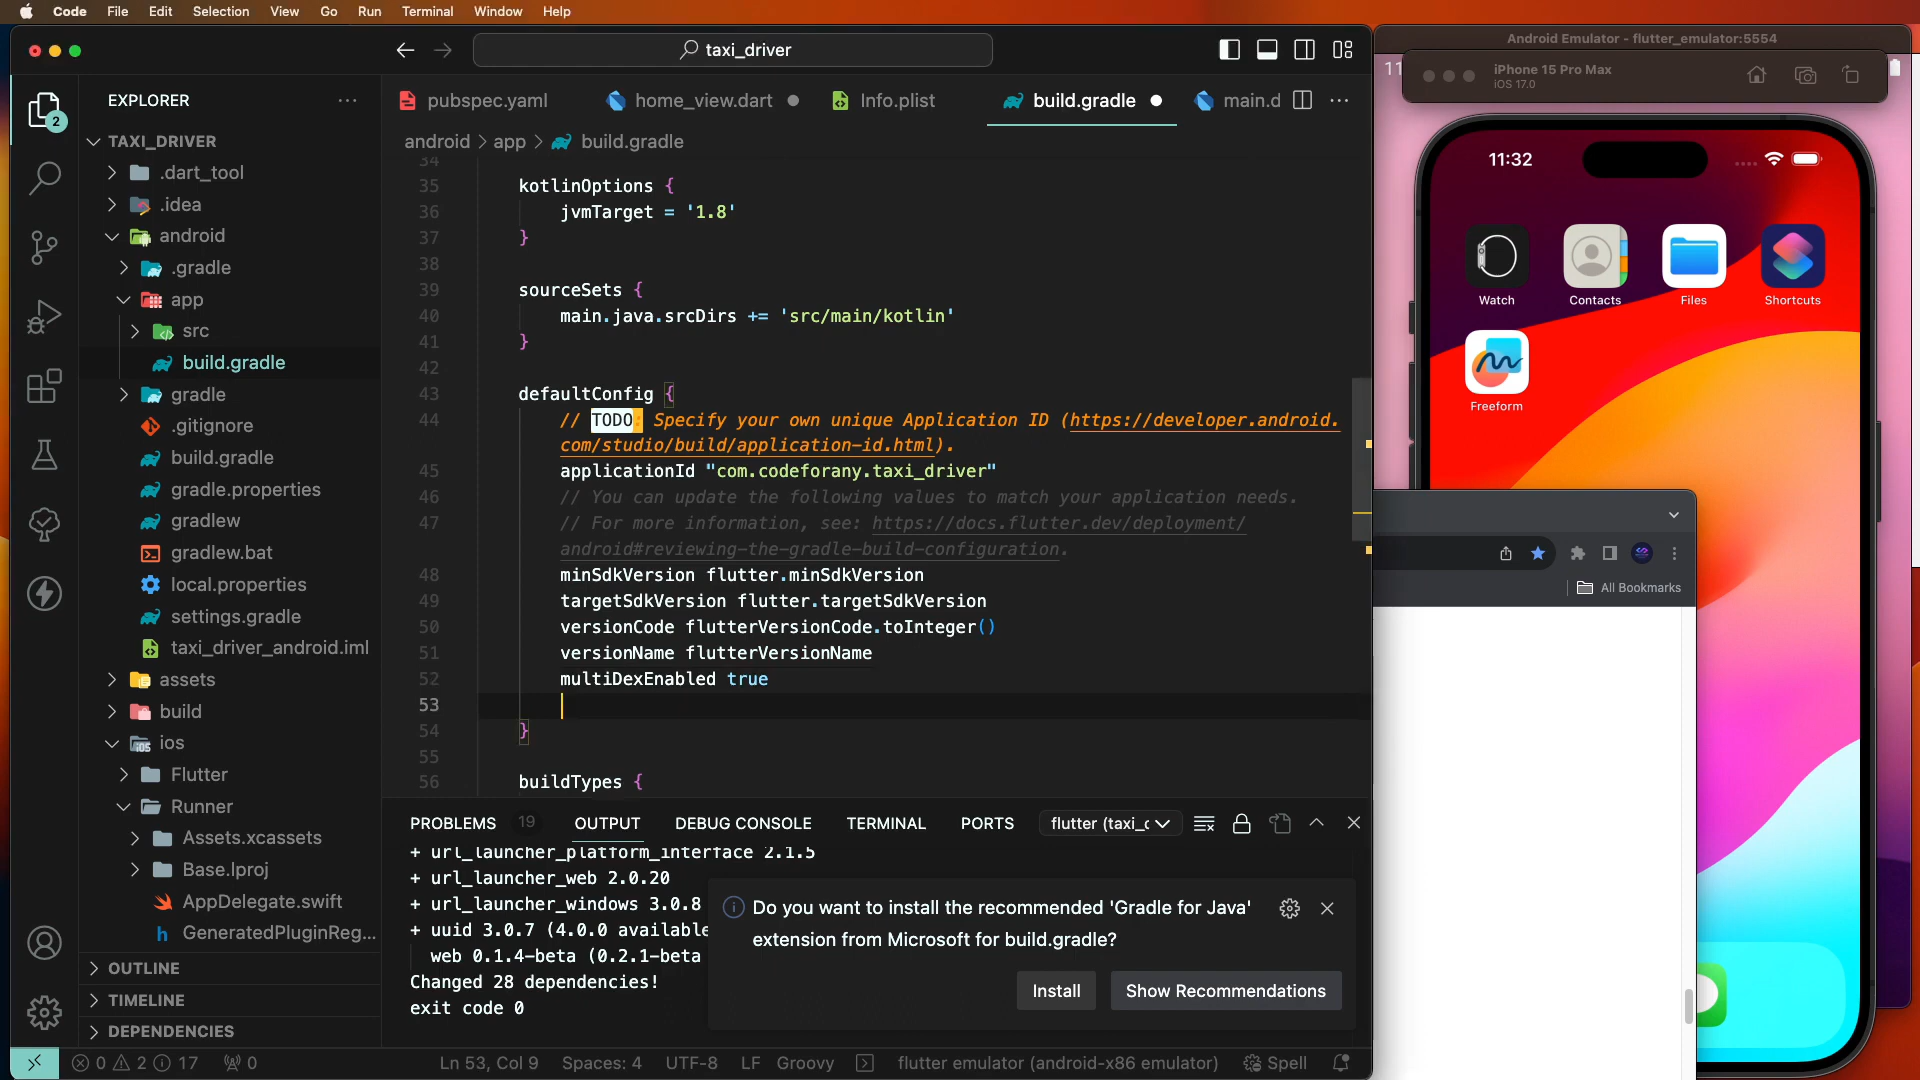 Code File Edit Selection View Go Run Terminal Window Help
taxi_driver
Android Emulator - flutter_emulator:5554
11
iPhone 15 Pro Max
iOS 17.0
EXPLORER
2
TAXI_DRIVER
.dart_tool
.idea
android
.gradle
app
src
build.gradle
gradle
.gitignore
build.gradle
gradle.properties
gradlew
gradlew.bat
local.properties
settings.gradle
taxi_driver_android.iml
assets
build
ios
Flutter
Runner
Assets.xcassets
Base.lproj
AppDelegate.swift
h GeneratedPluginReg...
OUTLINE
TIMELINE
DEPENDENCIES
pubspec.yaml home_view.dart Info.plist build.gradle main.d
android > app > build.gradle
34
35 kotlinOptions {
36 jvmTarget = '1.8'
37 }
38
39 sourceSets {
40 main.java.srcDirs += 'src/main/kotlin'
41 }
42
43 defaultConfig {
44 // TODO: Specify your own unique Application ID (https://developer.android.
com/studio/build/application-id.html).
45 applicationId "com.codeforany.taxi_driver"
46 // You can update the following values to match your application needs.
47 // For more information, see: https://docs.flutter.dev/deployment/
android#reviewing-the-gradle-build-configuration.
48 minSdkVersion flutter.minSdkVersion
49 targetSdkVersion flutter.targetSdkVersion
50 versionCode flutterVersionCode.toInteger()
51 versionName flutterVersionName
52 multiDexEnabled true
53
54 }
55
56 buildTypes {
PROBLEMS 19 OUTPUT DEBUG CONSOLE TERMINAL PORTS flutter (taxi_c
+ url_launcher_platform_interface 2.1.5
+ url_launcher_web 2.0.20
+ url_launcher_windows 3.0.8
+ uuid 3.0.7 (4.0.0 available
web 0.1.4-beta (0.2.1-beta
Changed 28 dependencies!
exit code 0
Do you want to install the recommended 'Gradle for Java'
extension from Microsoft for build.gradle?
Install Show Recommendations
0 2 17 0 Ln 53, Col 9 Spaces: 4 UTF-8 LF Groovy flutter emulator (android-x86 emulator) Spell
11:32
Watch Contacts Files Shortcuts
Freeform
All Bookmarks